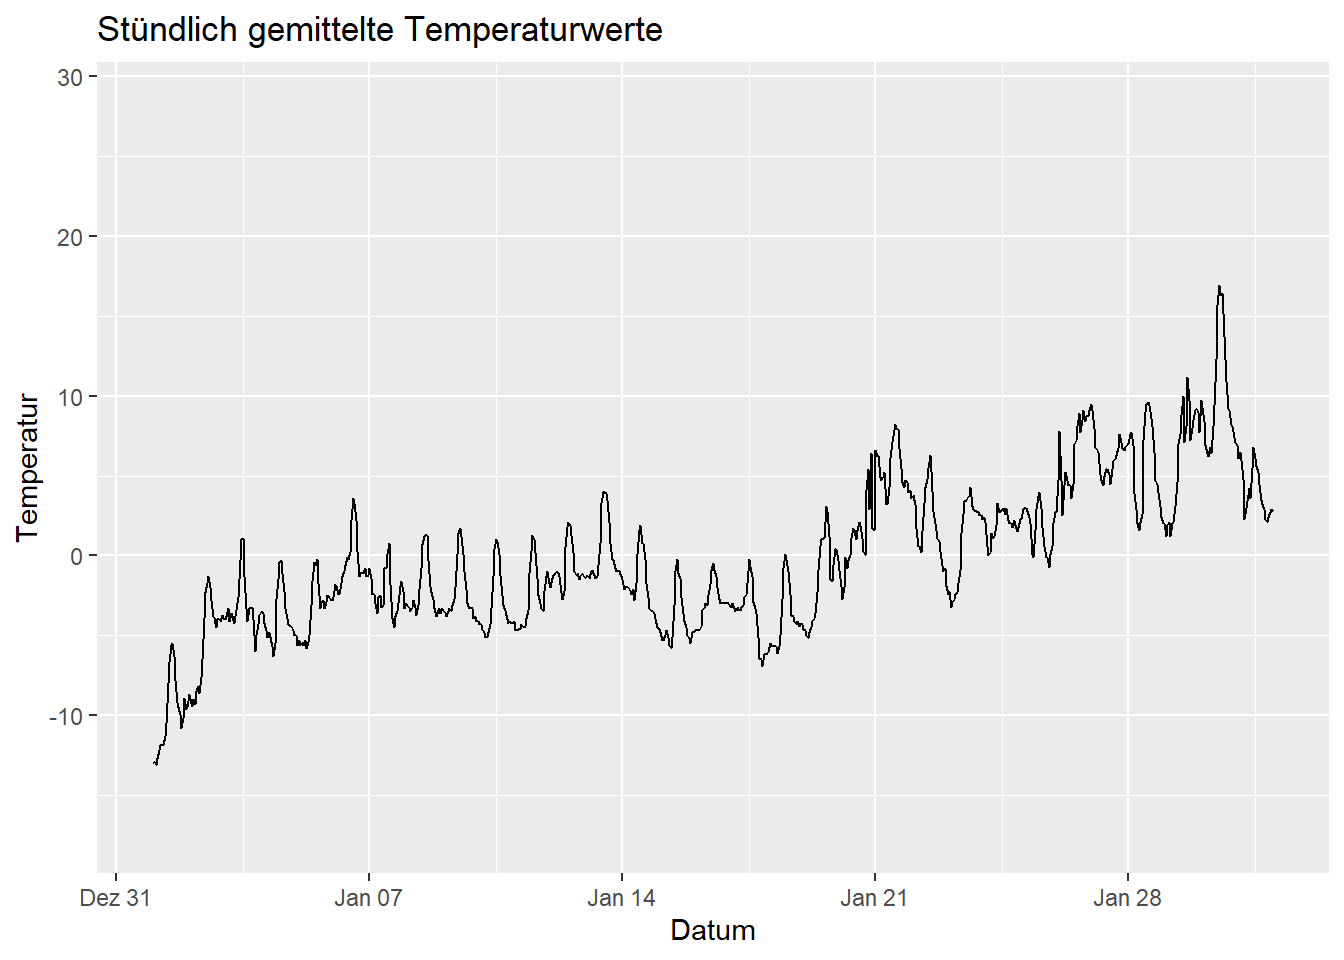 Stündlich gemittelte Temperaturwerte
30
20
10
0
-10
Temperatur
Dez 31 Jan 07 Jan 14 Jan 21 Jan 28
Datum